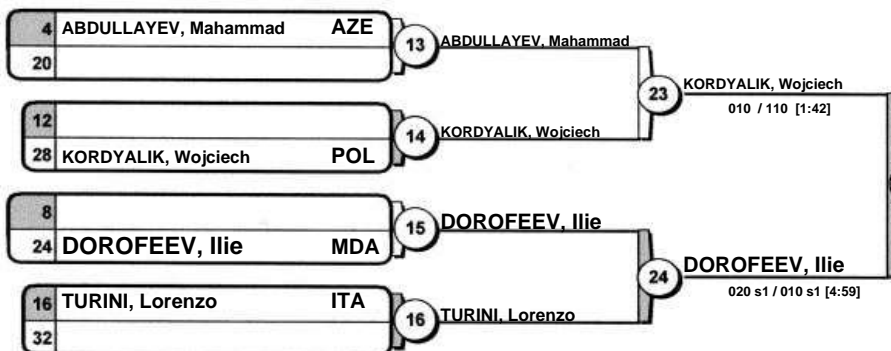 4 ABDULLAYEV, Mahammad AZE
20
13 ABDULLAYEV, Mahammad
12
28 KORDYALIK, Wojciech POL
14 KORDYALIK, Wojciech
23 KORDYALIK, Wojciech
010 / 110 [1:42]
8
24 DOROFEEV, Ilie MDA
15 DOROFEEV, Ilie
16 TURINI, Lorenzo ITA
32
16 TURINI, Lorenzo
24 DOROFEEV, Ilie
020 s1 / 010 s1 [4:59]